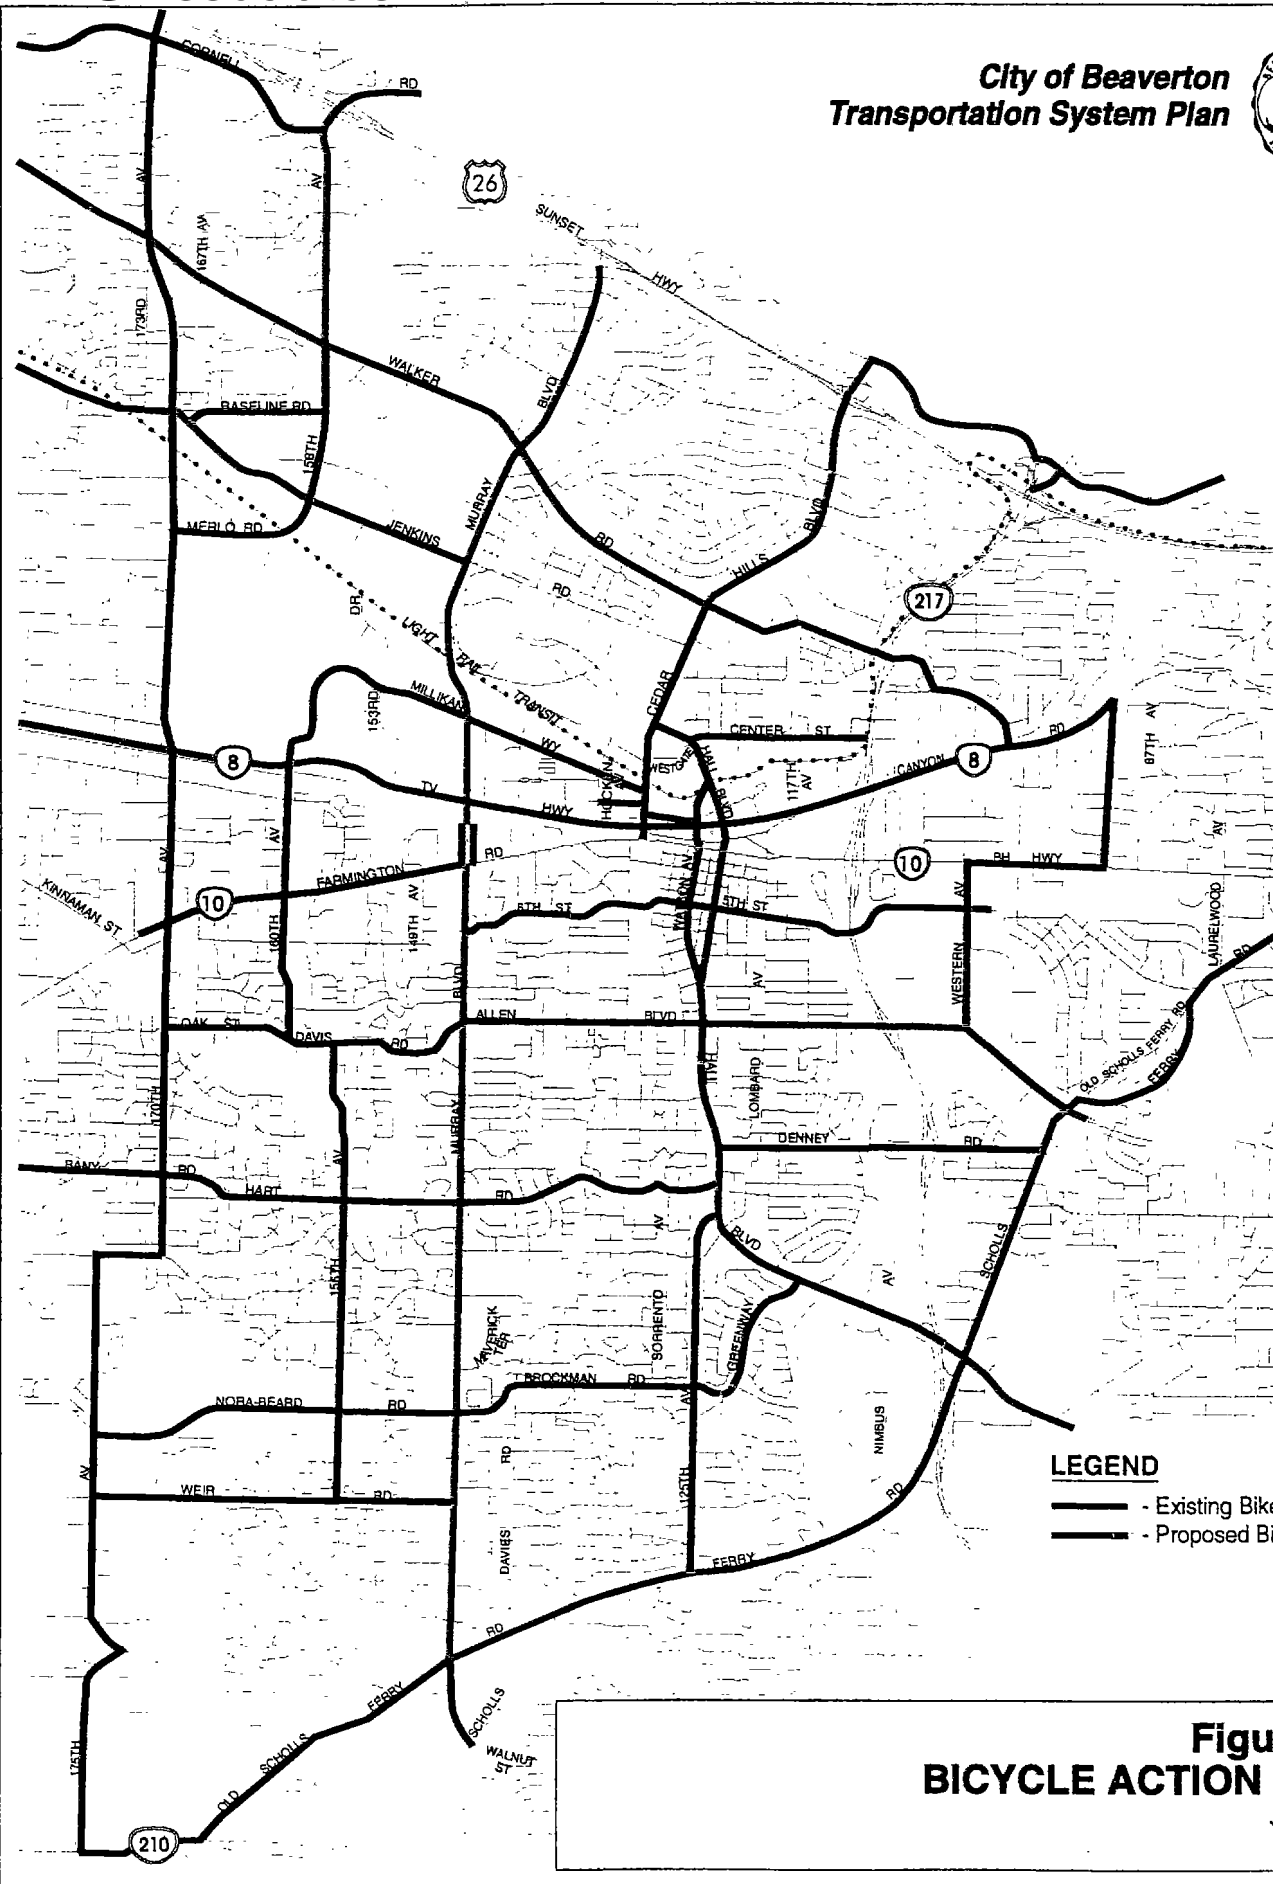 City of Beaverton
Transportation System Plan
CORNELL
RD
AV
AV
26
SUNSET
HWY
167TH AV
173RD
WALKER
BLVD
BASELINE RD
158TH
MURRAY
BLVD
MERLO RD
JENKINS
RD
HILLS
RD
217
DR
LIGHT
RAIL
TRANSIT
CEDAR
MILLIKAN
153RD
WY
CENTER ST
HALL
BLVD
WESTGATE
RD
87TH AV
8
8
CANYON
117TH
AV
HOCKEN
AV
TV
HWY
AV
AV
AV
RD
10
BH HWY
FARMINGTON
KINNAMAN ST
10
149TH AV
160TH
5TH ST
WATSON AV
5TH ST
AV
LAURELWOOD
RD
BLVD
AV
WESTERN
OAK ST
DAVIS
RD
ALLEN
BLVD
HALL
LOMBARD
OLD SCHOLLS FERRY RD
FERRY
170TH
MURRAY
DENNEY
RD
AV
BANY
RD
HART
RD
AV
BLVD
SCHOLLS
AV
155TH
MAVERICK
TER
SORRENTO
GREENWAY
BROCKMAN
RD
NORA-BEARD
RD
AV
NIMBUS
RD
AV
WEIR
RD
125TH
RD
DAVIES
FERRY
LEGEND
- Existing Bike
- Proposed Bi
RD
FERRY
SCHOLLS
WALNUT
ST
175TH
SCHOLLS
OLD
210
Figu
BICYCLE ACTION